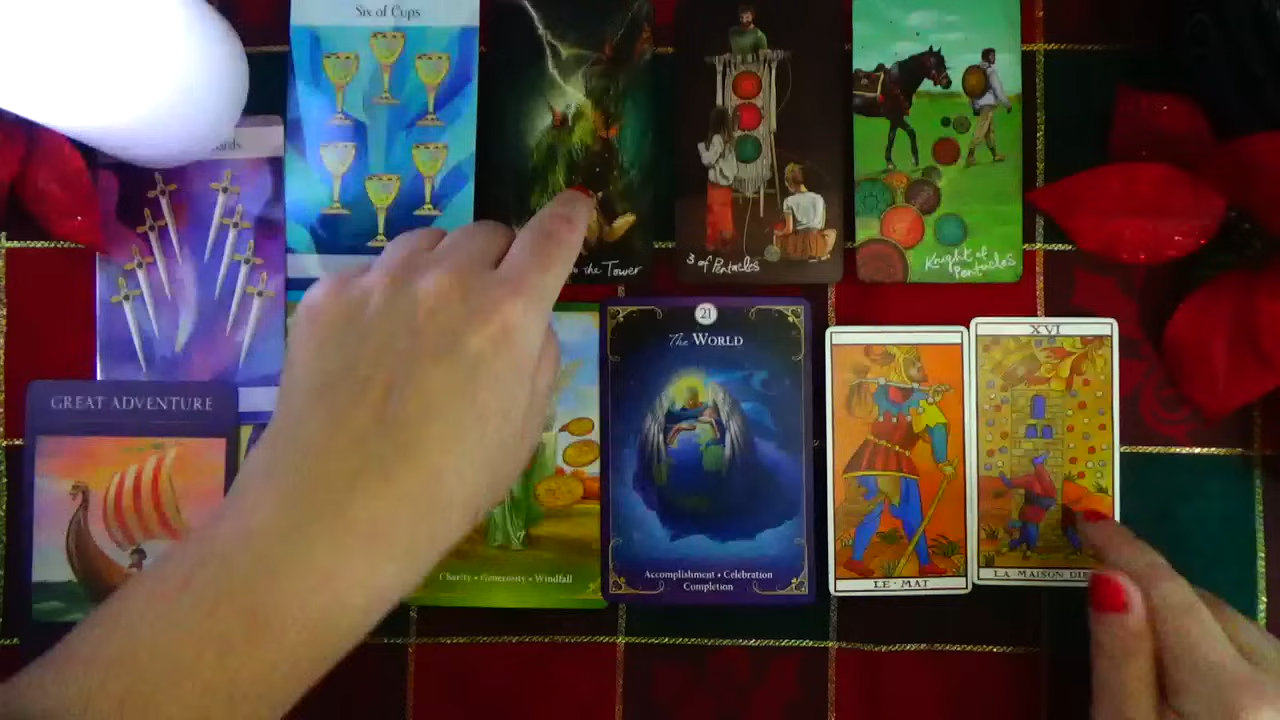 Six of Cups
the Tower
3 of Pentacles
Knight of
Pentacles
GREAT ADVENTURE
21
The WORLD
Accomplishment • Celebration
Completion
Charity • Generosity • Windfall
LE·MAT
XVI
LA MAISON